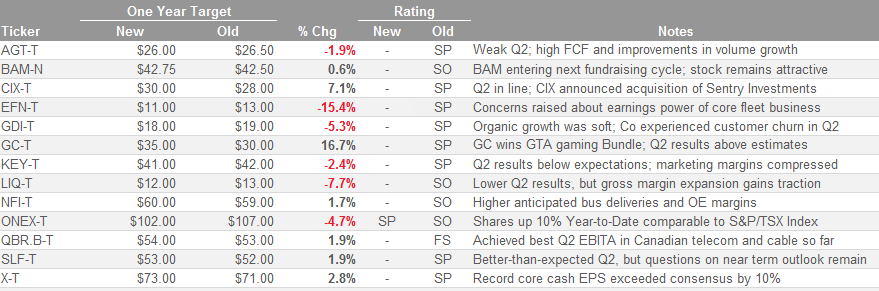 One Year Target Rating
Ticker New Old % Chg New Old Notes
AGT-T $26.00 $26.50 -1.9% - SP Weak Q2; high FCF and improvements in volume growth
BAM-N $42.75 $42.50 0.6% - SO BAM entering next fundraising cycle; stock remains attractive
CIX-T $30.00 $28.00 7.1% - SP Q2 in line; CIX announced acquisition of Sentry Investments
EFN-T $11.00 $13.00 -15.4% - SP Concerns raised about earnings power of core fleet business
GDI-T $18.00 $19.00 -5.3% - SP Organic growth was soft; Co experienced customer churn in Q2
GC-T $35.00 $30.00 16.7% - SP GC wins GTA gaming Bundle; Q2 results above estimates
KEY-T $41.00 $42.00 -2.4% - SP Q2 results below expectations; marketing margins compressed
LIQ-T $12.00 $13.00 -7.7% - SO Lower Q2 results, but gross margin expansion gains traction
NFI-T $60.00 $59.00 1.7% - SO Higher anticipated bus deliveries and OE margins
ONEX-T $102.00 $107.00 -4.7% SP SO Shares up 10% Year-to-Date comparable to S&P/TSX Index
QBR.B-T $54.00 $53.00 1.9% - FS Achieved best Q2 EBITA in Canadian telecom and cable so far
SLF-T $53.00 $52.00 1.9% - SP Better-than-expected Q2, but questions on near term outlook remain
X-T $73.00 $71.00 2.8% - SP Record core cash EPS exceeded consensus by 10%